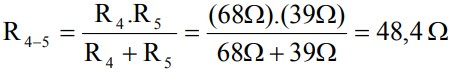 R₄₋₅ = R₄.R₅ / R₄ + R₅ = (68Ω).(39Ω) / 68Ω + 39Ω = 48,4 Ω